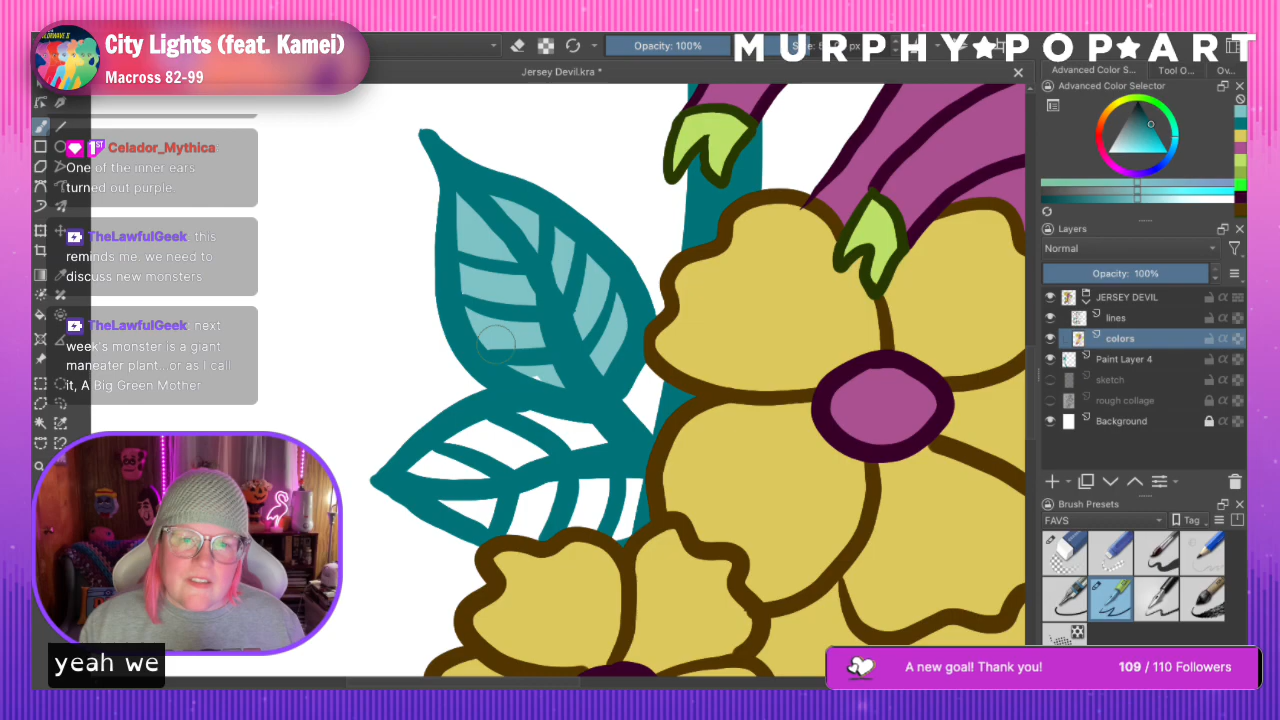 City Lights (feat. Kamei)
Macross 82-99
MURPHY★POP★ART
Opacity: 100%
Jersey Devil.kra *
Advanced Color S...
Tool O...
Ov...
Advanced Color Selector
Celador_Mythica
One of the inner ears
turned out purple
TheLawfulGeek this
reminds me. we need to
discuss new monsters
TheLawfulGeek next
week's monster is a giant
maneater plant...or as I call
it, A Big Green Mother
Layers
Normal
Opacity: 100%
JERSEY DEVIL
lines
colors
Paint Layer 4
sketch
rough collage
Background
Brush Presets
FAVS
Tag
yeah we
A new goal! Thank you!
109 / 110 Followers